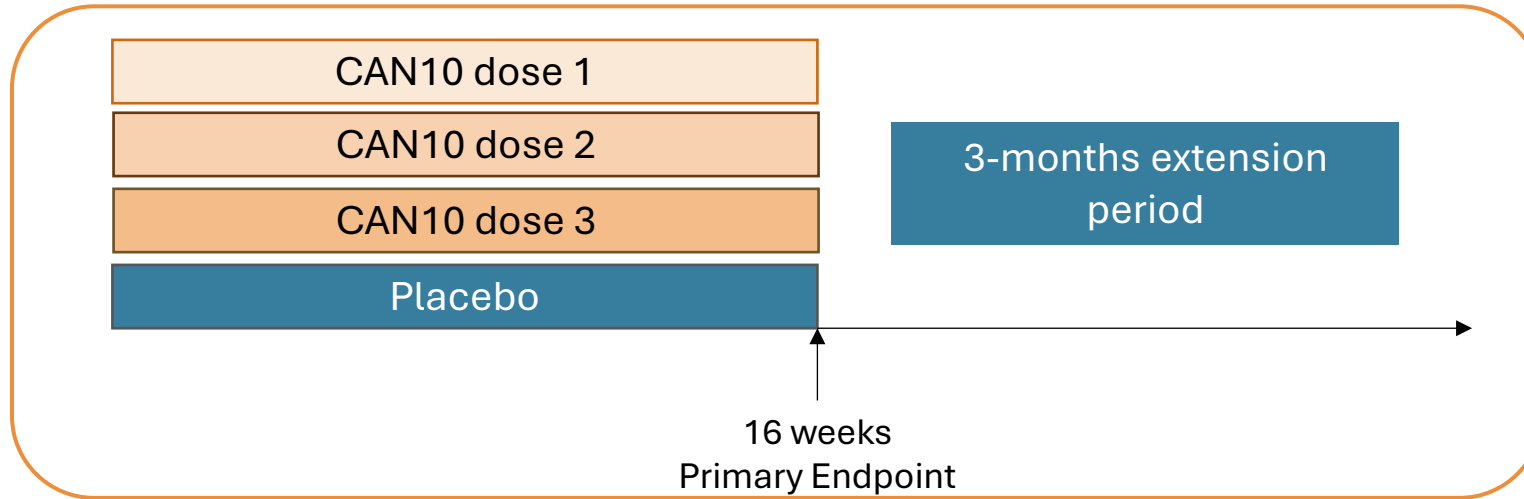 CAN10 dose 1
CAN10 dose 2
CAN10 dose 3
Placebo
3-months extension
period
16 weeks
Primary Endpoint